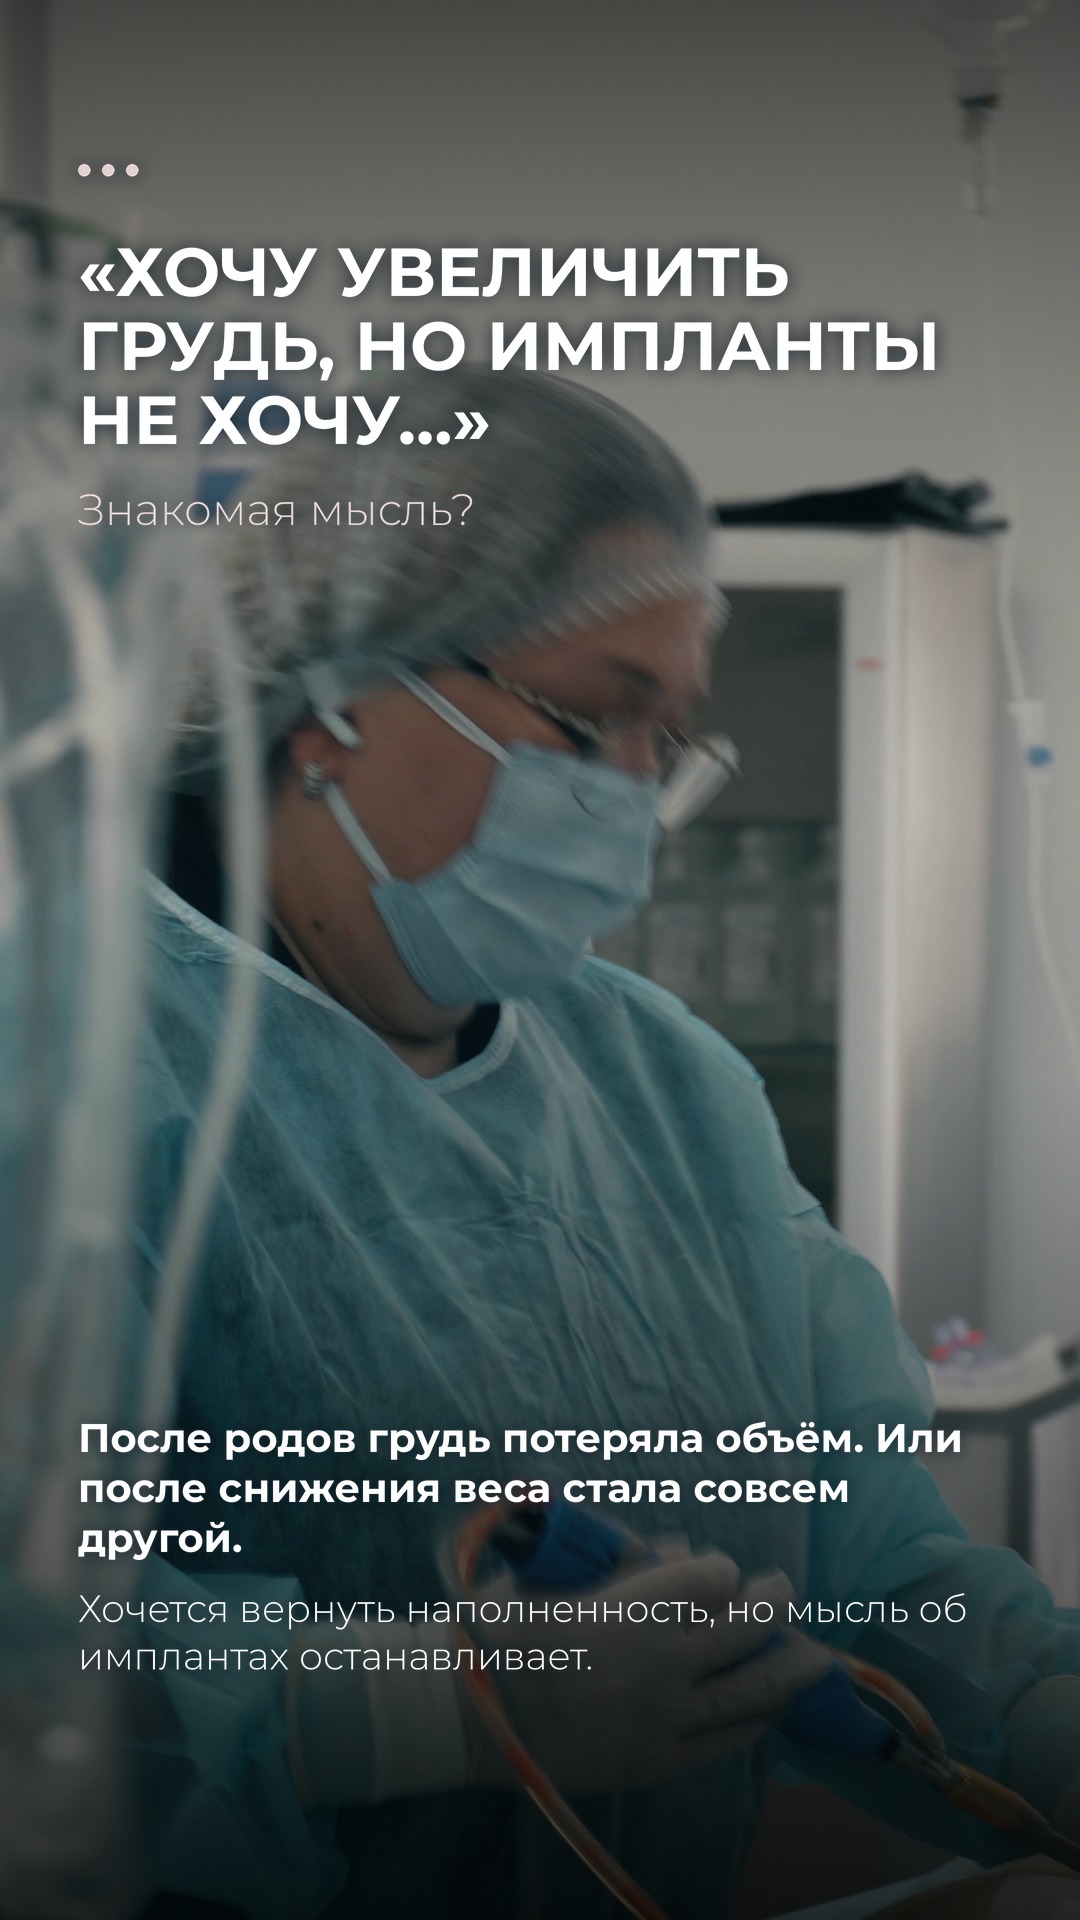 «ХОЧУ УВЕЛИЧИТЬ
ГРУДЬ, НО ИМПЛАНТЫ
НЕ ХОЧУ...»
Знакомая мысль?
После родов грудь потеряла объём. Или
после снижения веса стала совсем
другой.
Хочется вернуть наполненность, но мысль об
имплантах останавливает.